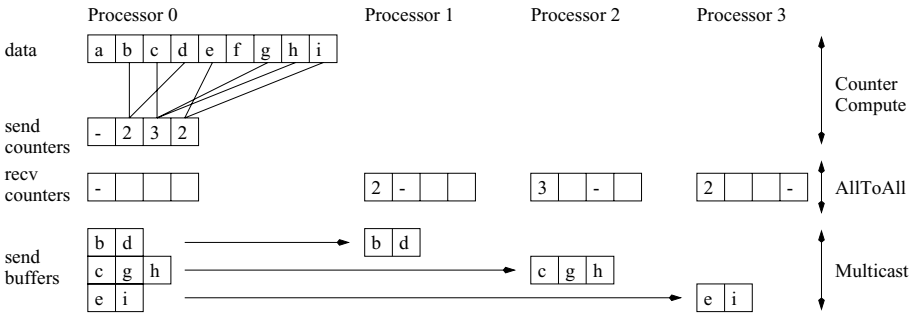 Processor 0 Processor 1 Processor 2 Processor 3
data a b c d e f g h i
Counter
Compute
send
counters - 2 3 2
recv
counters - 2 - 3 - 2 - AllToAll
send
buffers
b d b d
c g h c g h Multicast
e i e i